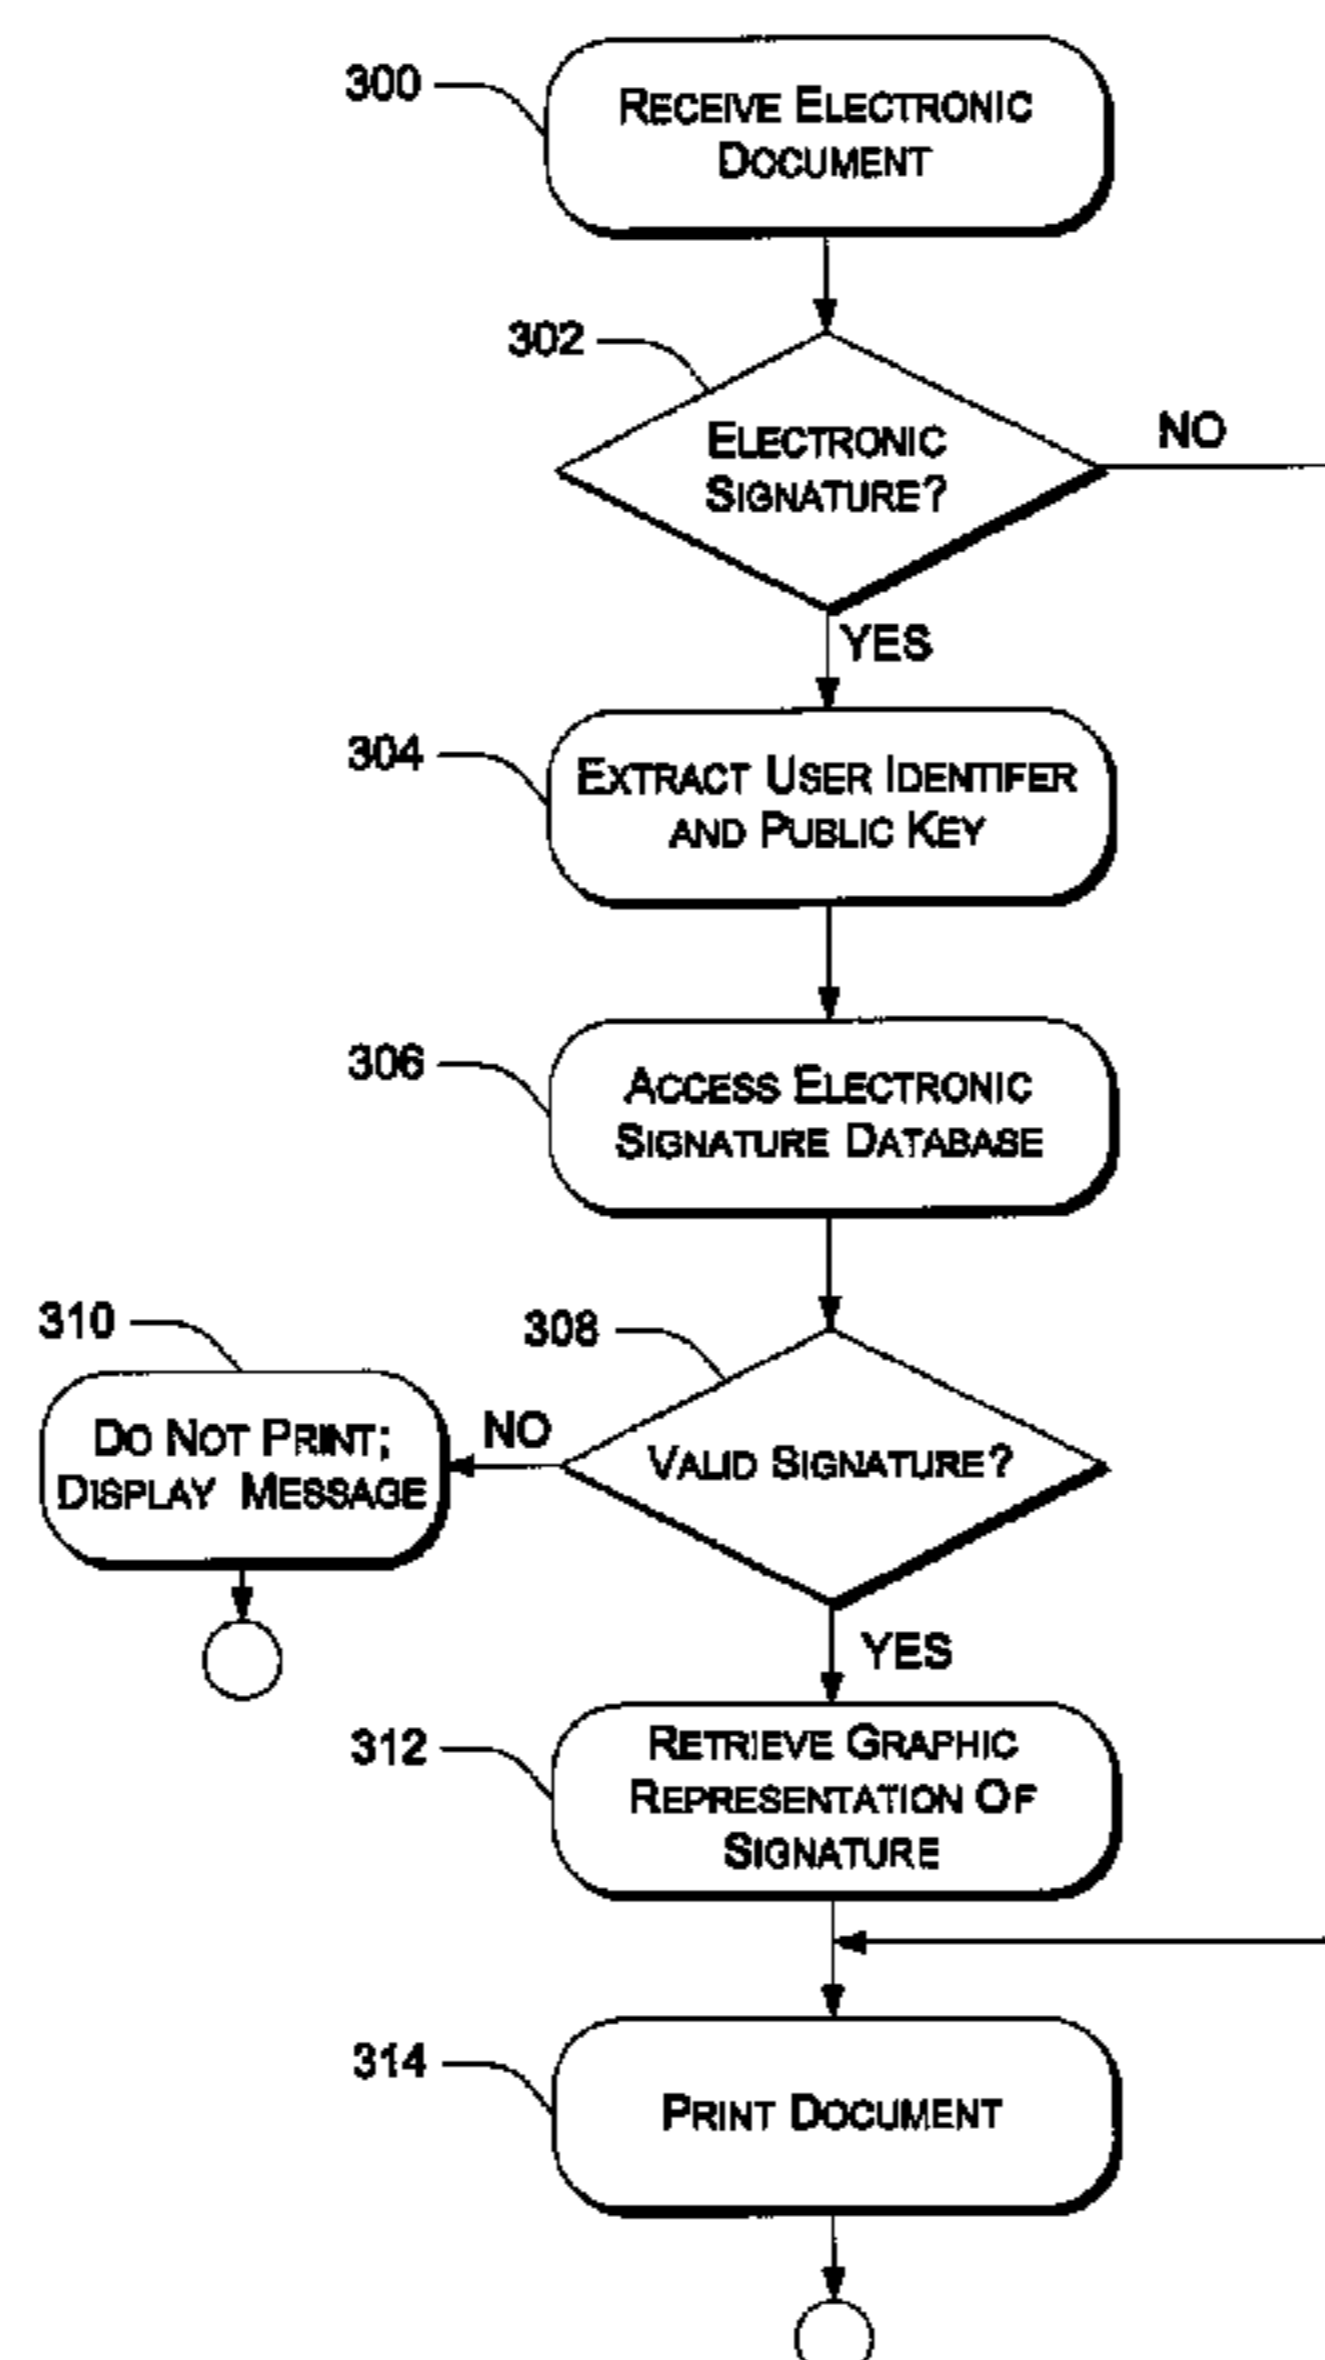 300
RECEIVE ELECTRONIC
DOCUMENT
302
ELECTRONIC
SIGNATURE?
NO
YES
304
EXTRACT USER IDENTIFER
AND PUBLIC KEY
306
ACCESS ELECTRONIC
SIGNATURE DATABASE
310
308
DO NOT PRINT;
DISPLAY MESSAGE
NO
VALID SIGNATURE?
YES
312
RETRIEVE GRAPHIC
REPRESENTATION OF
SIGNATURE
314
PRINT DOCUMENT